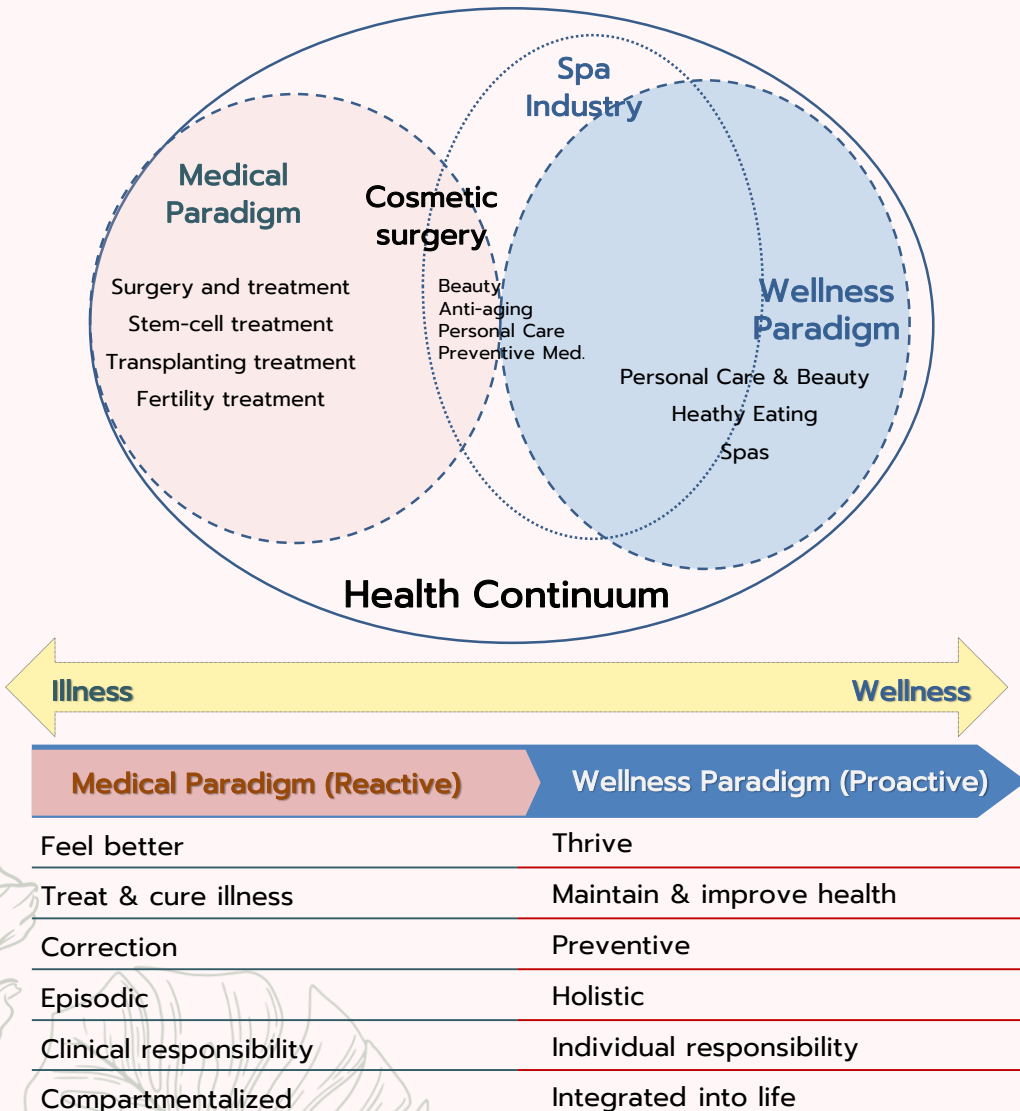 Spa
Industry
Medical
Paradigm
Cosmetic
surgery
Surgery and treatment
Stem-cell treatment
Transplanting treatment
Fertility treatment
Beauty
Anti-aging
Personal Care
Preventive Med.
Wellness
Paradigm
Personal Care & Beauty
Heathy Eating
Spas
Health Continuum
Illness
Wellness
Medical Paradigm (Reactive)
Wellness Paradigm (Proactive)
Feel better
Thrive
Treat & cure illness
Maintain & improve health
Correction
Preventive
Episodic
Holistic
Clinical responsibility
Individual responsibility
Compartmentalized
Integrated into life